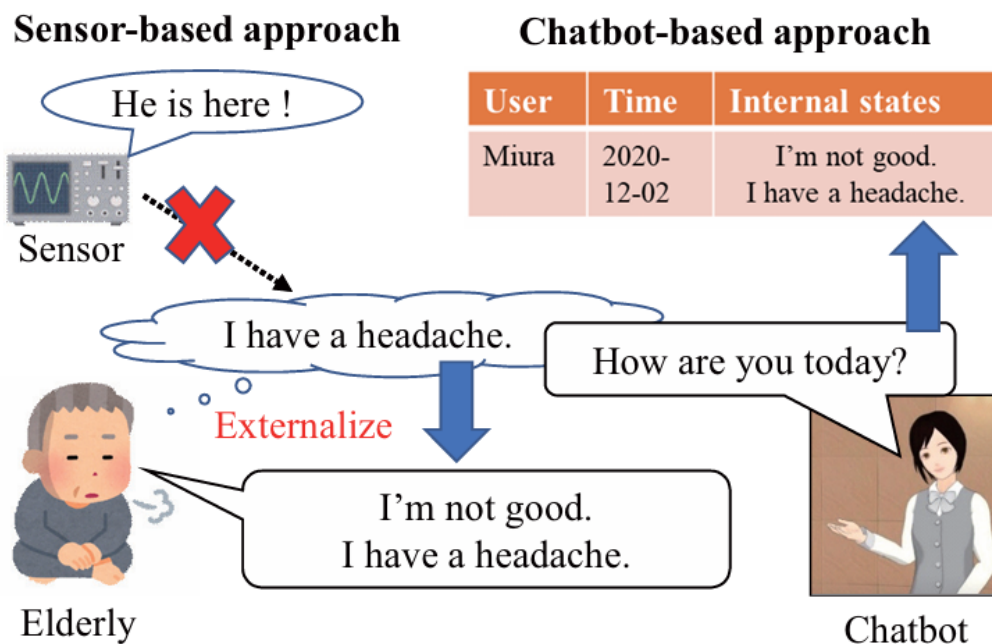 Sensor-based approach
Chatbot-based approach
He is here !
User Time Internal states
Miura 2020- I'm not good.
12-02 I have a headache.
Sensor
I have a headache.
How are you today?
Externalize
I'm not good.
I have a headache.
Elderly
Chatbot